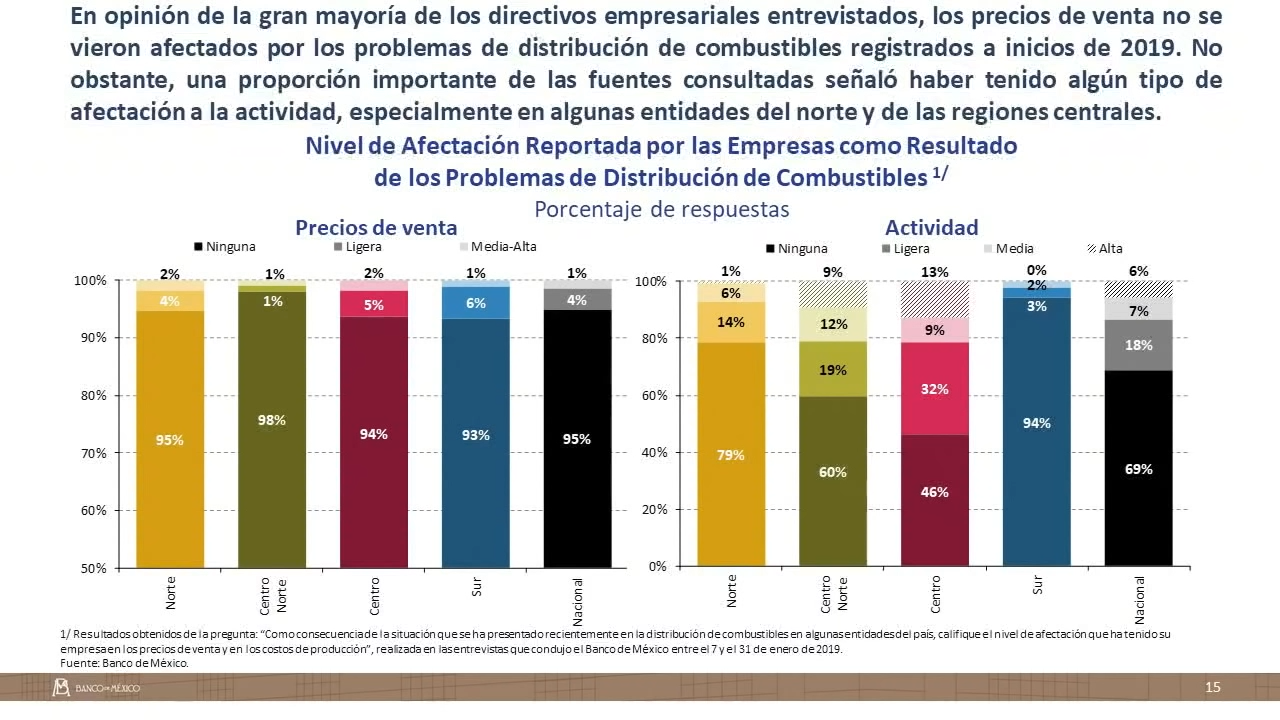 En opinión de la gran mayoría de los directivos empresariales entrevistados, los precios de venta no se
vieron afectados por los problemas de distribución de combustibles registrados a inicios de 2019. No
obstante, una proporción importante de las fuentes consultadas señaló haber tenido algún tipo de
afectación a la actividad, especialmente en algunas entidades del norte y de las regiones centrales.
Nivel de Afectación Reportada por las Empresas como Resultado
de los Problemas de Distribución de Combustibles 1/
Porcentaje de respuestas
Precios de venta
Ninguna Ligera Media-Alta
2% 1% 2% 1% 1%
100%
4% 1% 5% 6% 4%
90%
80%
95% 98% 94% 93% 95%
70%
60%
50%
Norte
Centro
Norte
Centro
Sur
Nacional
Actividad
Ninguna Ligera Media Alta
1% 9% 13% 0% 6%
100%
6% 12% 9% 2% 7%
14% 19% 32% 3% 18%
80%
60%
79% 60% 46% 94% 69%
40%
20%
0%
Norte
Centro
Norte
Centro
Sur
Nacional
1/ Resultados obtenidos de la pregunta: “Como consecuencia de la situación que se ha presentado recientemente en la distribución de combustibles en algunas entidades del país, califique el nivel de afectación que ha tenido su
empresa en los precios de venta y en los costos de producción”, realizada en las entrevistas que condujo el Banco de México entre el 7 y el 31 de enero de 2019.
Fuente: Banco de México.
BANCO DE MÉXICO
15